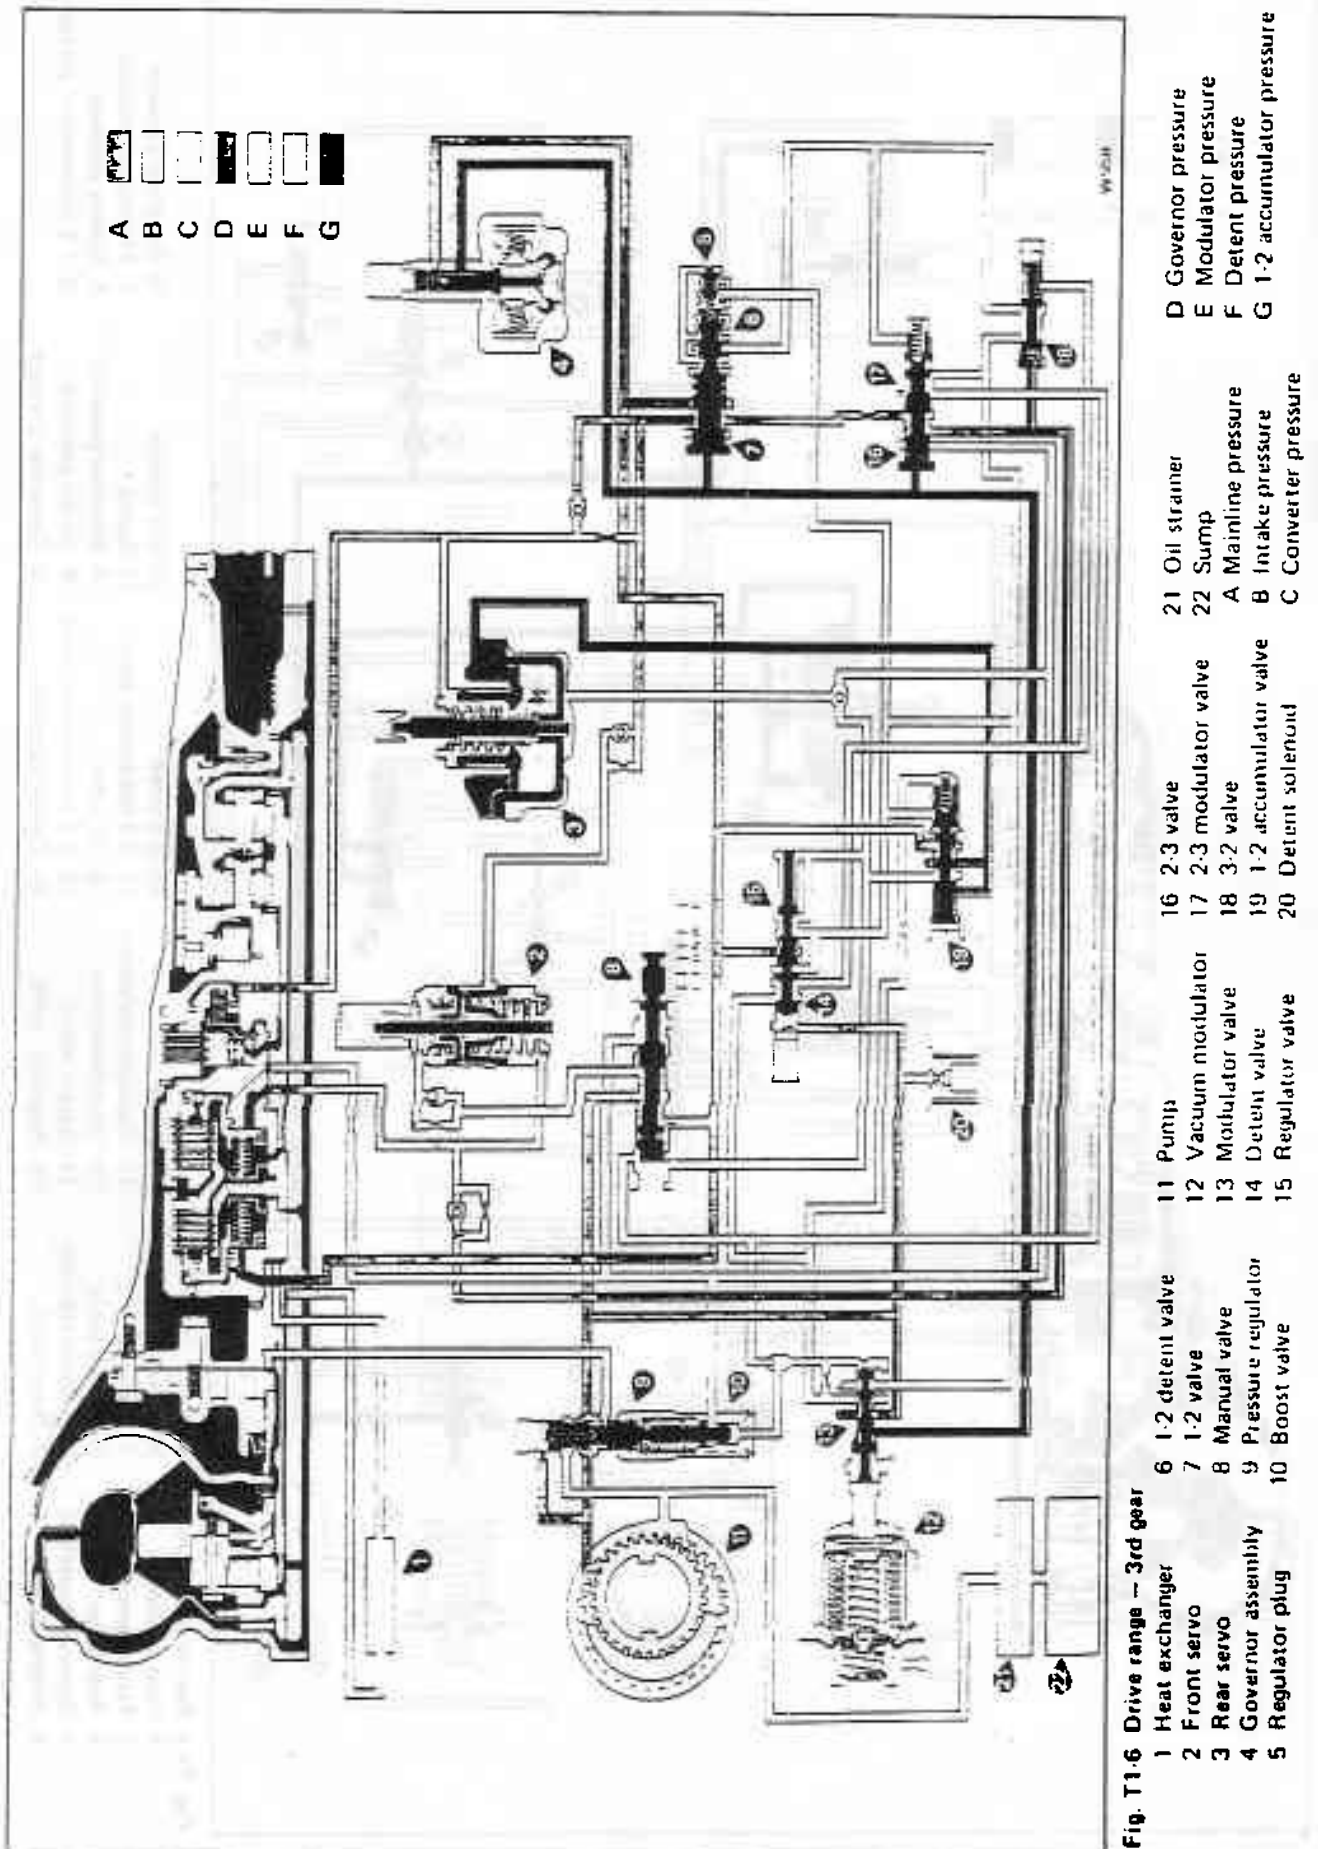 A
B
C
D
E
F
G
Fig. T1-6 Drive range — 3rd gear
1 Heat exchanger
2 Front servo
3 Rear servo
4 Governor assembly
5 Regulator plug
6 1-2 detent valve
7 1-2 valve
8 Manual valve
9 Pressure regulator
10 Boost valve
11 Pump
12 Vacuum modulator
13 Modulator valve
14 Detent valve
15 Regulator valve
16 2-3 valve
17 2-3 modulator valve
18 3-2 valve
19 1-2 accumulator valve
20 Detent solenoid
21 Oil strainer
22 Sump
A Mainline pressure
B Intake pressure
C Converter pressure
D Governor pressure
E Modulator pressure
F Detent pressure
G 1-2 accumulator pressure